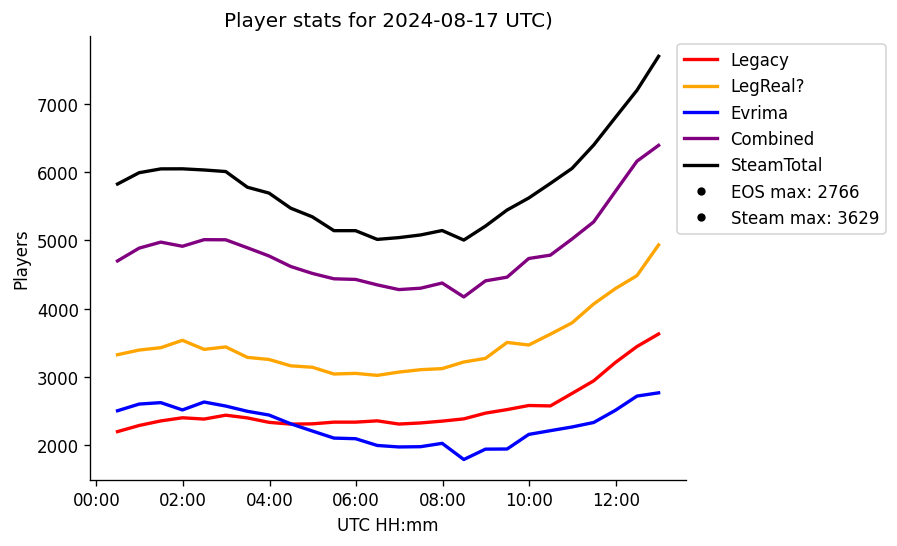 Player stats for 2024-08-17 UTC)
Legacy
LegReal?
Evrima
Combined
SteamTotal
EOS max: 2766
Steam max: 3629
Players
7000
6000
5000
4000
3000
2000
00:00 02:00 04:00 06:00 08:00 10:00 12:00
UTC HH:mm